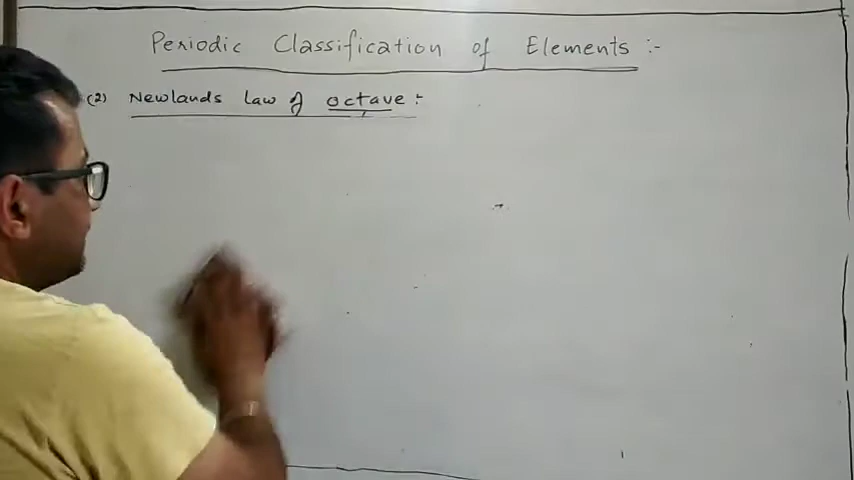 Periodic Classification of Elements :-
(2) Newlands law of octave :-